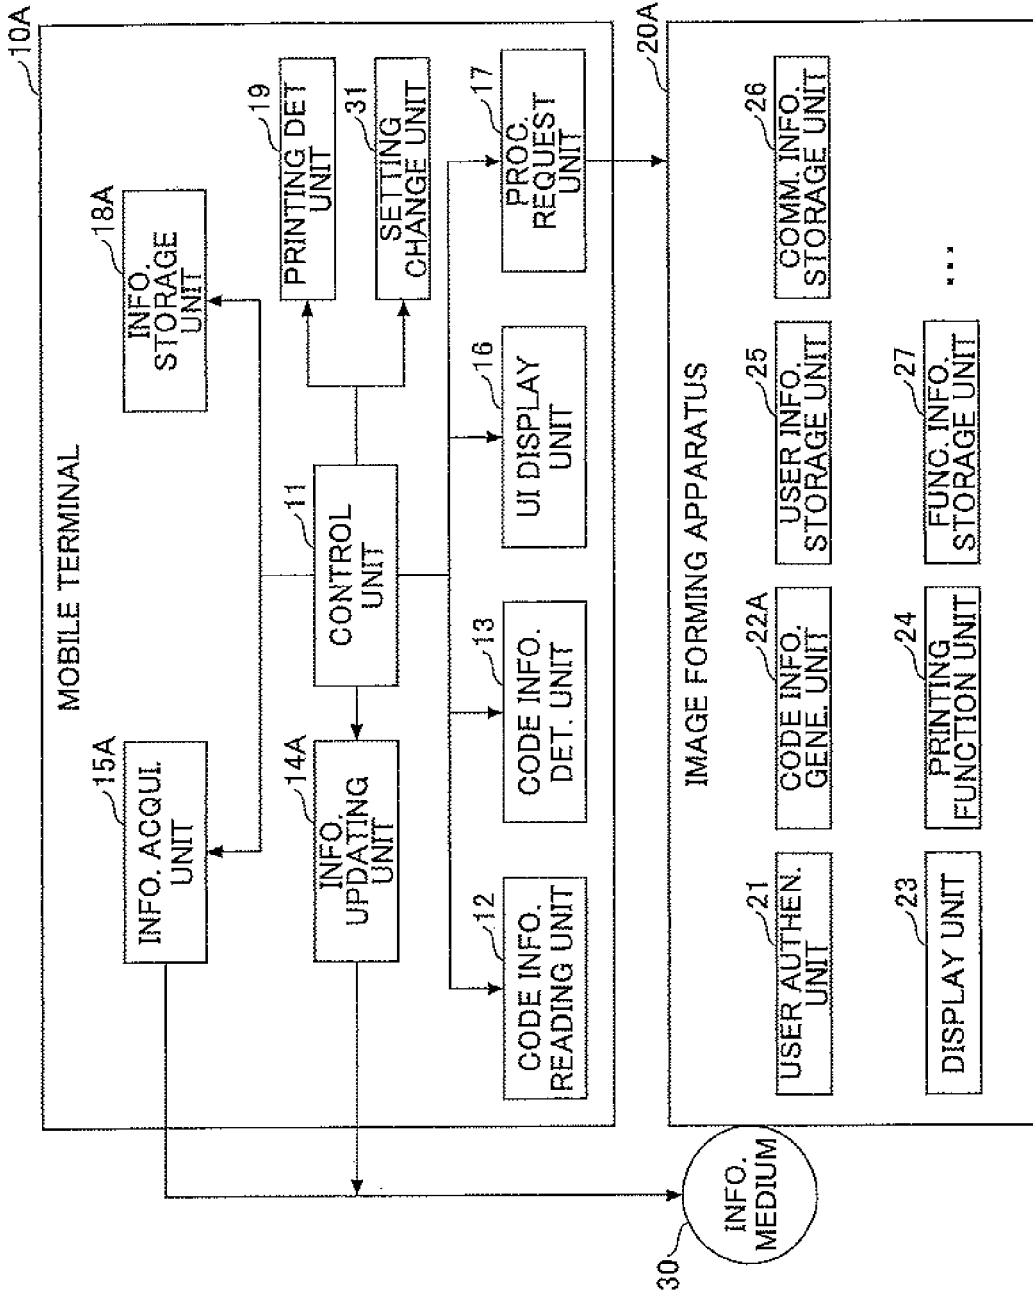 10A
MOBILE TERMINAL
15A
INFO. ACQUI.
UNIT
18A
INFO.
STORAGE
UNIT
14A
INFO.
UPDATING
UNIT
11
CONTROL
UNIT
19
PRINTING DET
UNIT
31
SETTING
CHANGE UNIT
12
CODE INFO.
READING UNIT
13
CODE INFO.
DET. UNIT
16
UI DISPLAY
UNIT
17
PROC.
REQUEST
UNIT
30
INFO.
MEDIUM
20A
IMAGE FORMING APPARATUS
21
USER AUTHEN.
UNIT
22A
CODE INFO.
GENE. UNIT
25
USER INFO.
STORAGE UNIT
26
COMM. INFO.
STORAGE UNIT
23
DISPLAY UNIT
24
PRINTING
FUNCTION UNIT
27
FUNC. INFO.
STORAGE UNIT
...